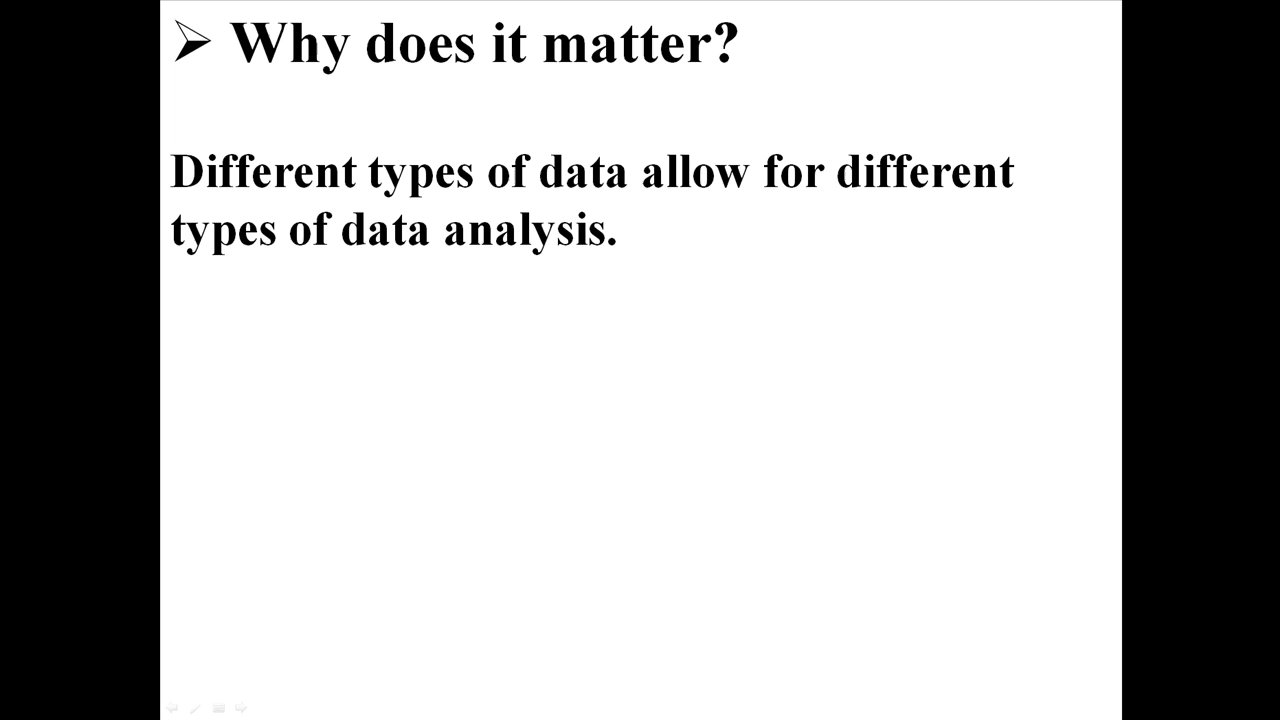 ➢ Why does it matter?
Different types of data allow for different
types of data analysis.